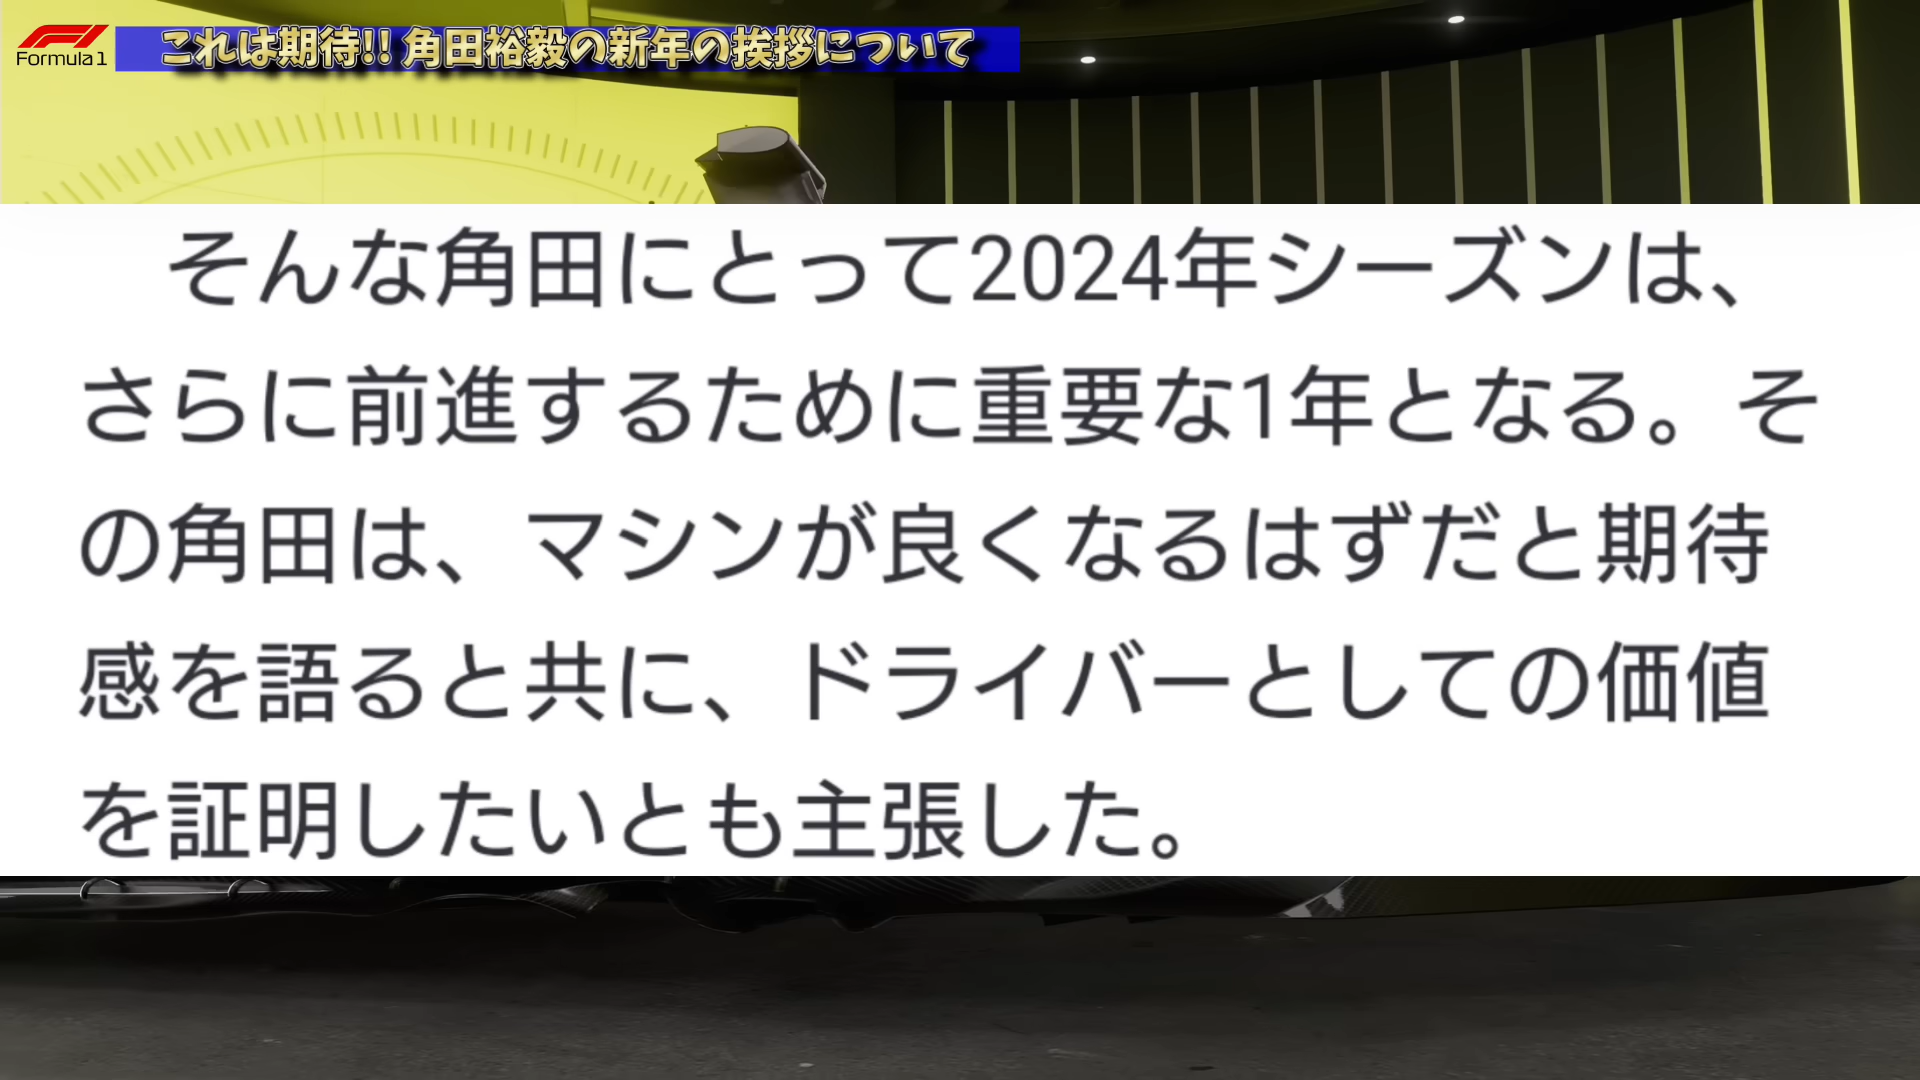 Formula 1
これは期待!! 角田裕毅の新年の挨拶について
そんな角田にとって2024年シーズンは、
さらに前進するために重要な1年となる。そ
の角田は、マシンが良くなるはずだと期待
感を語ると共に、ドライバーとしての価値
を証明したいとも主張した。